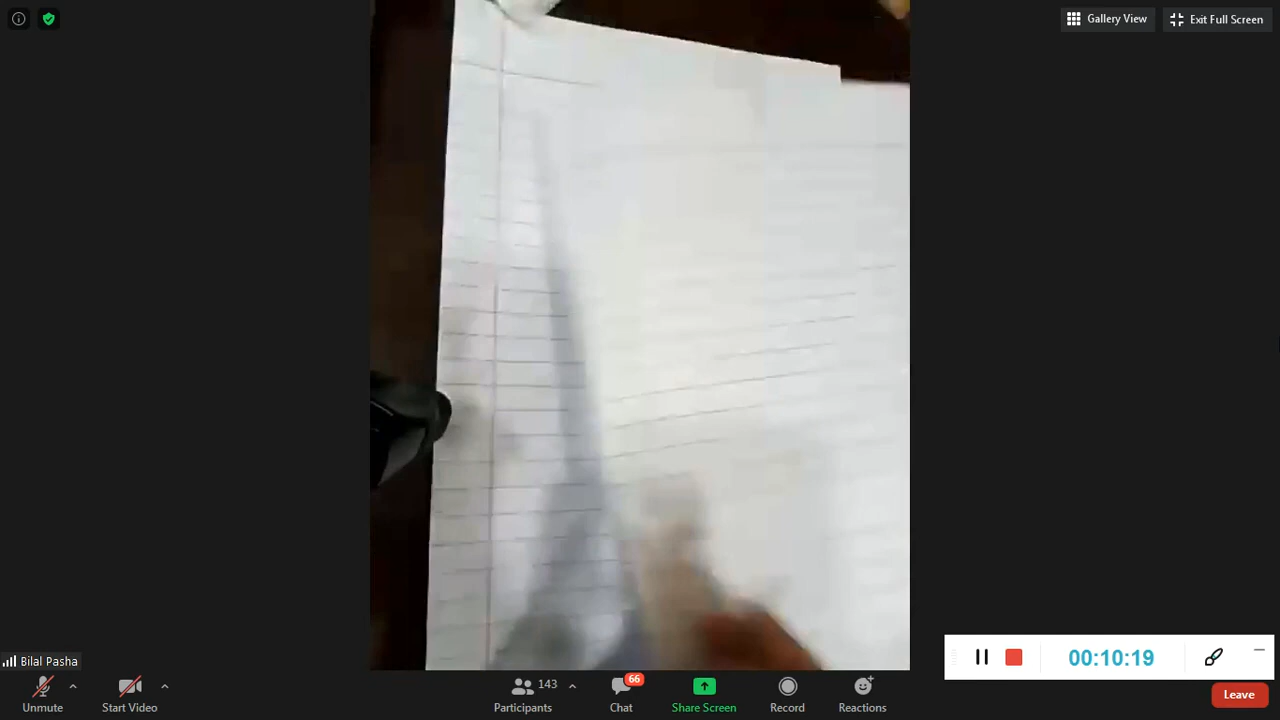 Gallery View
Exit Full Screen
Bilal Pasha
00:10:19
Unmute
Start Video
143
Participants
66
Chat
Share Screen
Record
Reactions
Leave